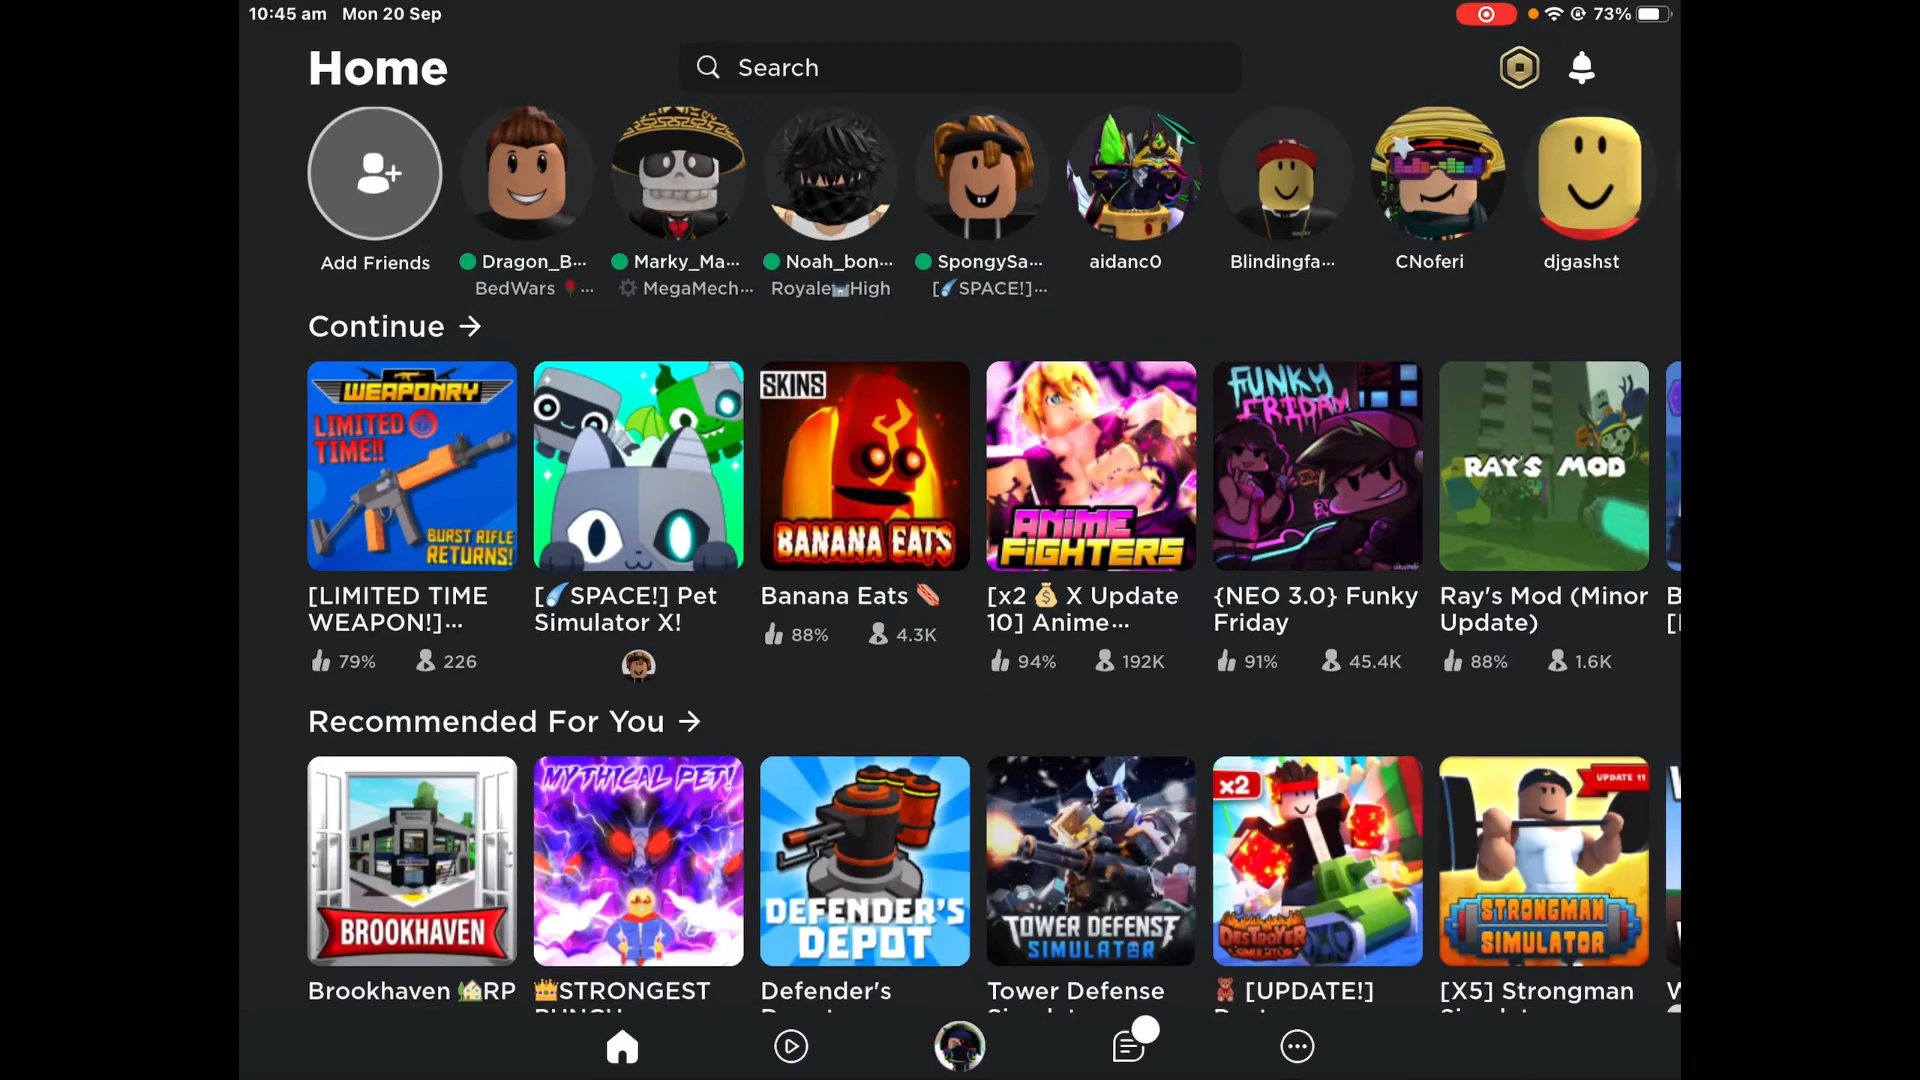 10:45 am Mon 20 Sep
73%
Home
Search
Add Friends
Dragon_B...
BedWars 🌹...
Marky_Ma...
⚙ MegaMech...
Noah_bon...
Royale🏰High
SpongySa...
[☄SPACE!]...
aidanc0
Blindingfa...
CNoferi
djgashst
Continue →
WEAPONRY
LIMITED TIME!!
BURST RIFLE RETURNS!
SKINS
BANANA EATS
ANIME FIGHTERS
FUNKY FRIDAY
RAY'S MOD
[LIMITED TIME WEAPON!]...
79% 226
[☄SPACE!] Pet Simulator X!
Banana Eats 🌭
88% 4.3K
[x2 💰 X Update 10] Anime...
94% 192K
{NEO 3.0} Funky Friday
91% 45.4K
Ray's Mod (Minor Update)
88% 1.6K
Recommended For You →
BROOKHAVEN
MYTHICAL PET!
DEFENDER'S DEPOT
TOWER DEFENSE SIMULATOR
x2
DESTROYER SIMULATOR
UPDATE 11
STRONGMAN SIMULATOR
Brookhaven 🏡RP
👑STRONGEST
Defender's
Tower Defense
🧸 [UPDATE!]
[X5] Strongman